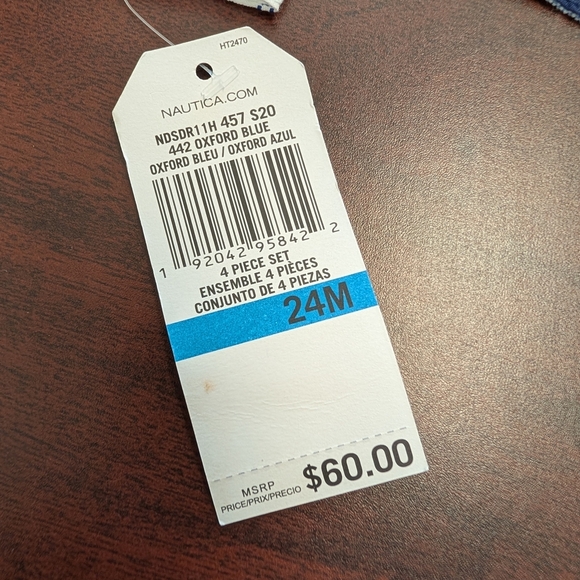 HT2470
NAUTICA.COM
NDSDR11H 457 S20
442 OXFORD BLUE
OXFORD BLEU / OXFORD AZUL
1 92042 95842 2
4 PIECE SET
ENSEMBLE 4 PIÈCES
CONJUNTO DE 4 PIEZAS
24M
MSRP
PRICE/PRIX/PRECIO
$60.00